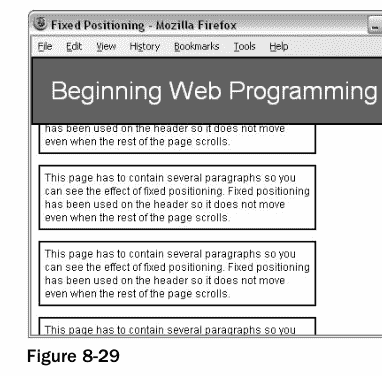 Fixed Positioning - Mozilla Firefox
File Edit View History Bookmarks Tools Help
Beginning Web Programming
has been used on the header so it does not move
even when the rest of the page scrolls.
This page has to contain several paragraphs so you
can see the effect of fixed positioning. Fixed positioning
has been used on the header so it does not move
even when the rest of the page scrolls.
This page has to contain several paragraphs so you
can see the effect of fixed positioning. Fixed positioning
has been used on the header so it does not move
even when the rest of the page scrolls.
This page has to contain several paragraphs so you
Figure 8-29